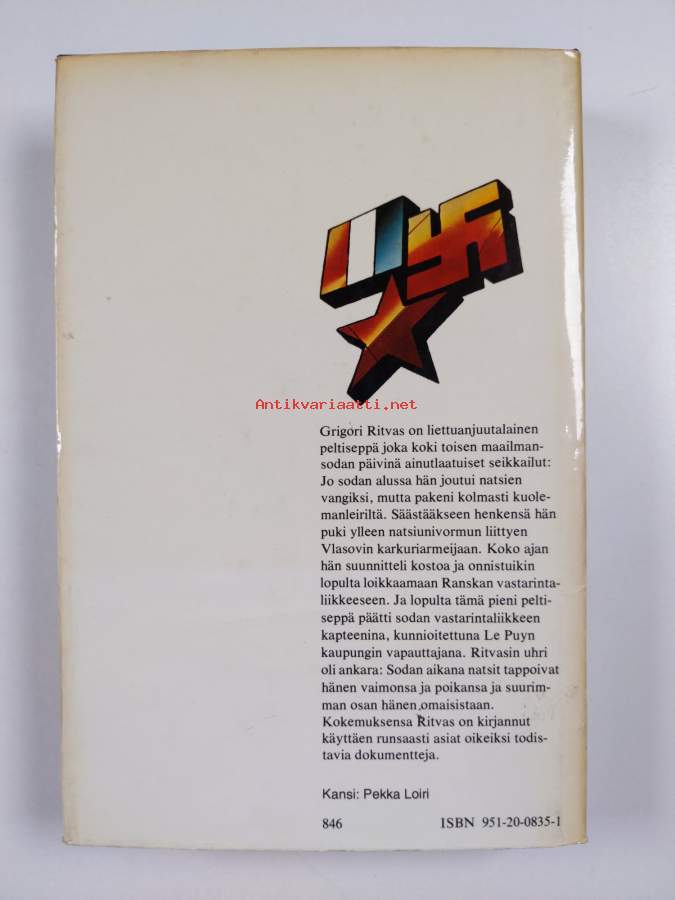 Antikvariaatti.net
Grigori Ritvas on liettuanjuutalainen
peltiseppä joka koki toisen maailman-
sodan päivinä ainutlaatuiset seikkailut:
Jo sodan alussa hän joutui natsien
vangiksi, mutta pakeni kolmasti kuole-
manleiriltä. Säästääkseen henkensä hän
puki ylleen natsiunivormun liittyen
Vlasovin karkuriarmeijaan. Koko ajan
hän suunnitteli kostoa ja onnistuikin
lopulta loikkaamaan Ranskan vastarinta-
liikkeeseen. Ja lopulta tämä pieni pelti-
seppä päätti sodan vastarintaliikkeen
kapteenina, kunnioitettuna Le Puyn
kaupungin vapauttajana. Ritvasin uhri
oli ankara: Sodan aikana natsit tappoivat
hänen vaimonsa ja poikansa ja suurim-
man osan hänen omaisistaan.
Kokemuksensa Ritvas on kirjannut
käyttäen runsaasti asiat oikeiksi todis-
tavia dokumentteja.
Kansi: Pekka Loiri
846 ISBN 951-20-0835-1